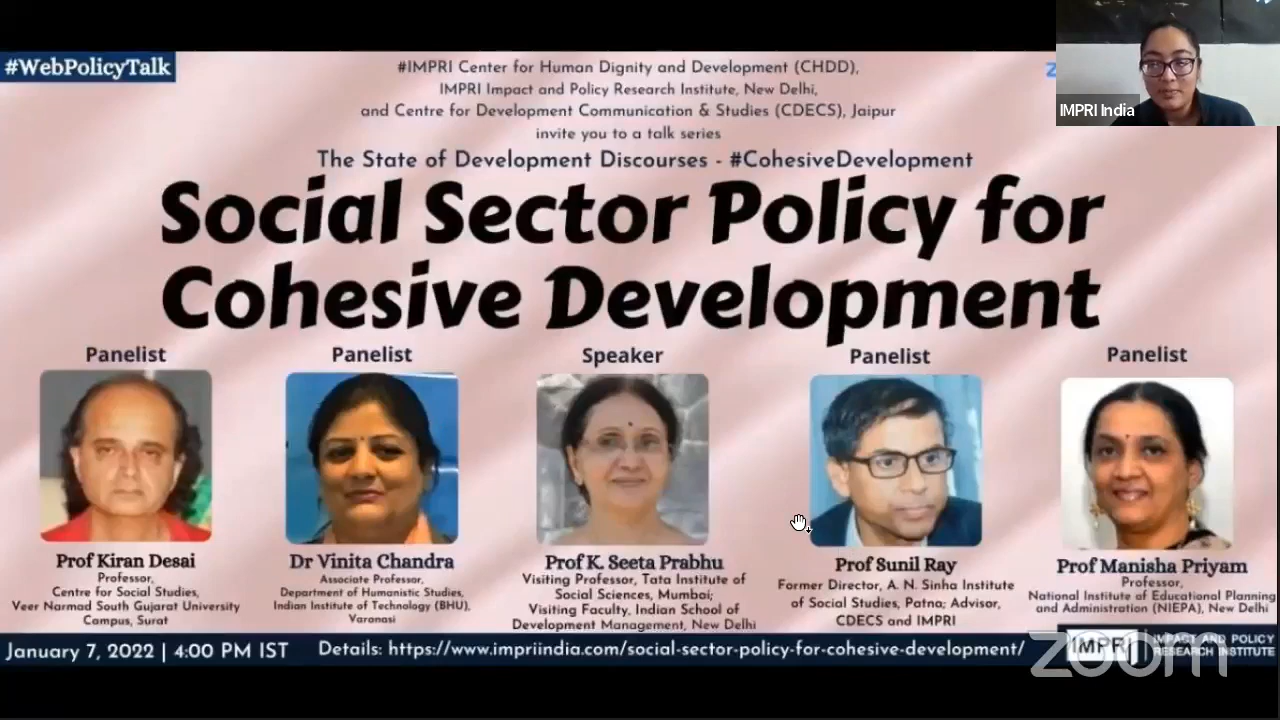 #WebPolicyTalk
#IMPRI Center for Human Dignity and Development (CHDD),
IMPRI Impact and Policy Research Institute, New Delhi,
and Centre for Development Communication & Studies (CDECS), Jaipur
invite you to a talk series
The State of Development Discourses - #CohesiveDevelopment
Social Sector Policy for
Cohesive Development
IMPRI India
Panelist
Prof Kiran Desai
Professor,
Centre for Social Studies,
Veer Narmad South Gujarat University
Campus, Surat
Panelist
Dr Vinita Chandra
Associate Professor,
Department of Humanistic Studies,
Indian Institute of Technology (BHU),
Varanasi
Speaker
Prof K. Seeta Prabhu
Visiting Professor, Tata Institute of
Social Sciences, Mumbai;
Visiting Faculty, Indian School of
Development Management, New Delhi
Panelist
Prof Sunil Ray
Former Director, A. N. Sinha Institute
of Social Studies, Patna; Advisor,
CDECS and IMPRI
Panelist
Prof Manisha Priyam
Professor,
National Institute of Educational Planning
and Administration (NIEPA), New Delhi
January 7, 2022 | 4:00 PM IST
Details: https://www.impriindia.com/social-sector-policy-for-cohesive-development/
IMPRI
IMPACT AND POLICY
RESEARCH INSTITUTE
zoom